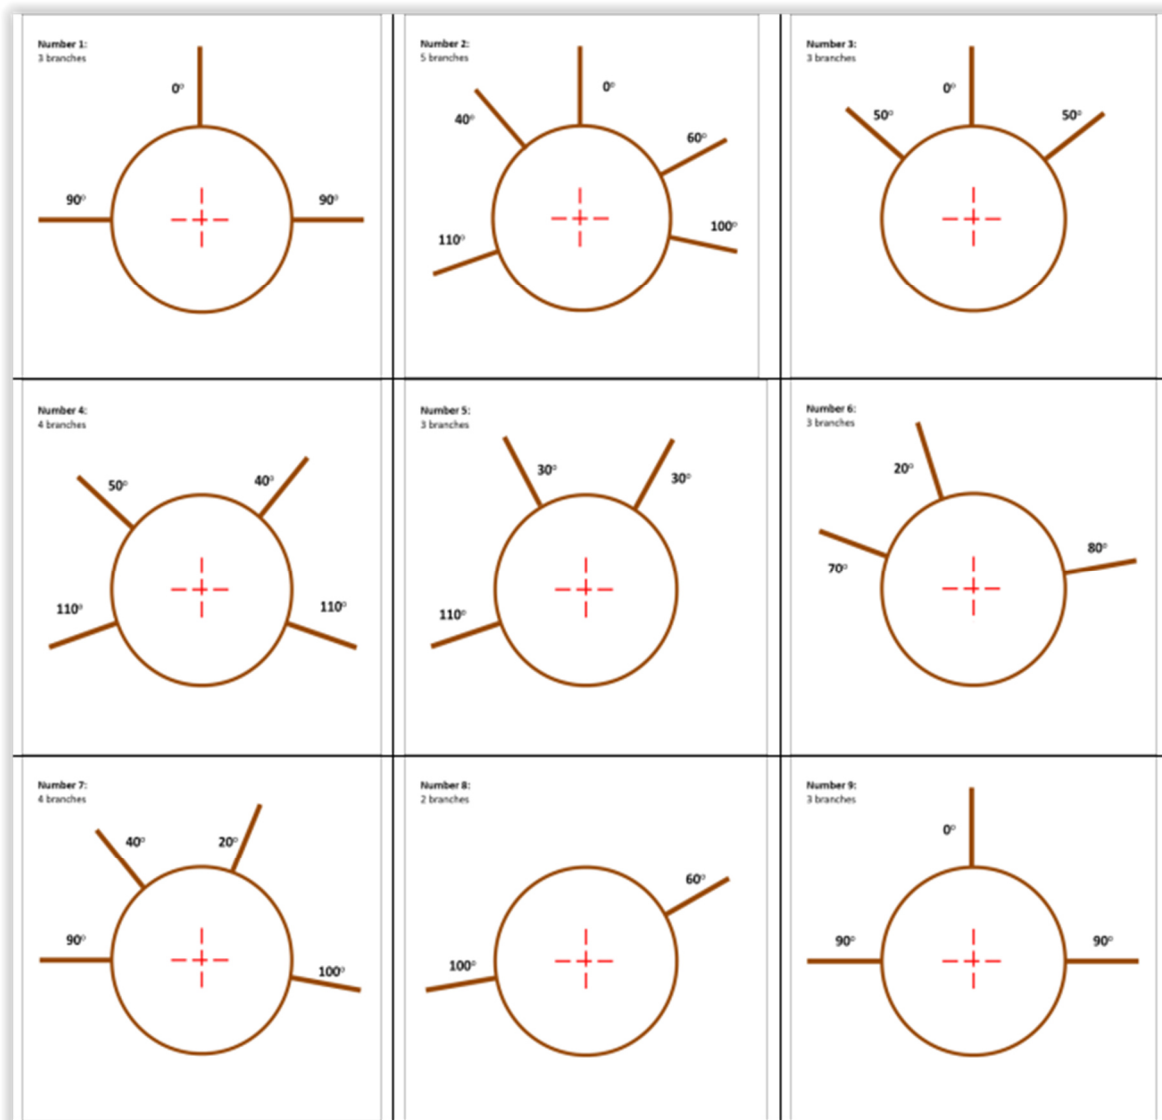 Number 1:
3 branches
0°
90°
90°
Number 2:
5 branches
0°
40°
60°
100°
110°
Number 3:
3 branches
0°
50°
50°
Number 4:
4 branches
50°
40°
110°
110°
Number 5:
3 branches
30°
30°
110°
Number 6:
3 branches
20°
80°
70°
Number 7:
4 branches
40°
20°
90°
100°
Number 8:
2 branches
60°
100°
Number 9:
3 branches
0°
90°
90°